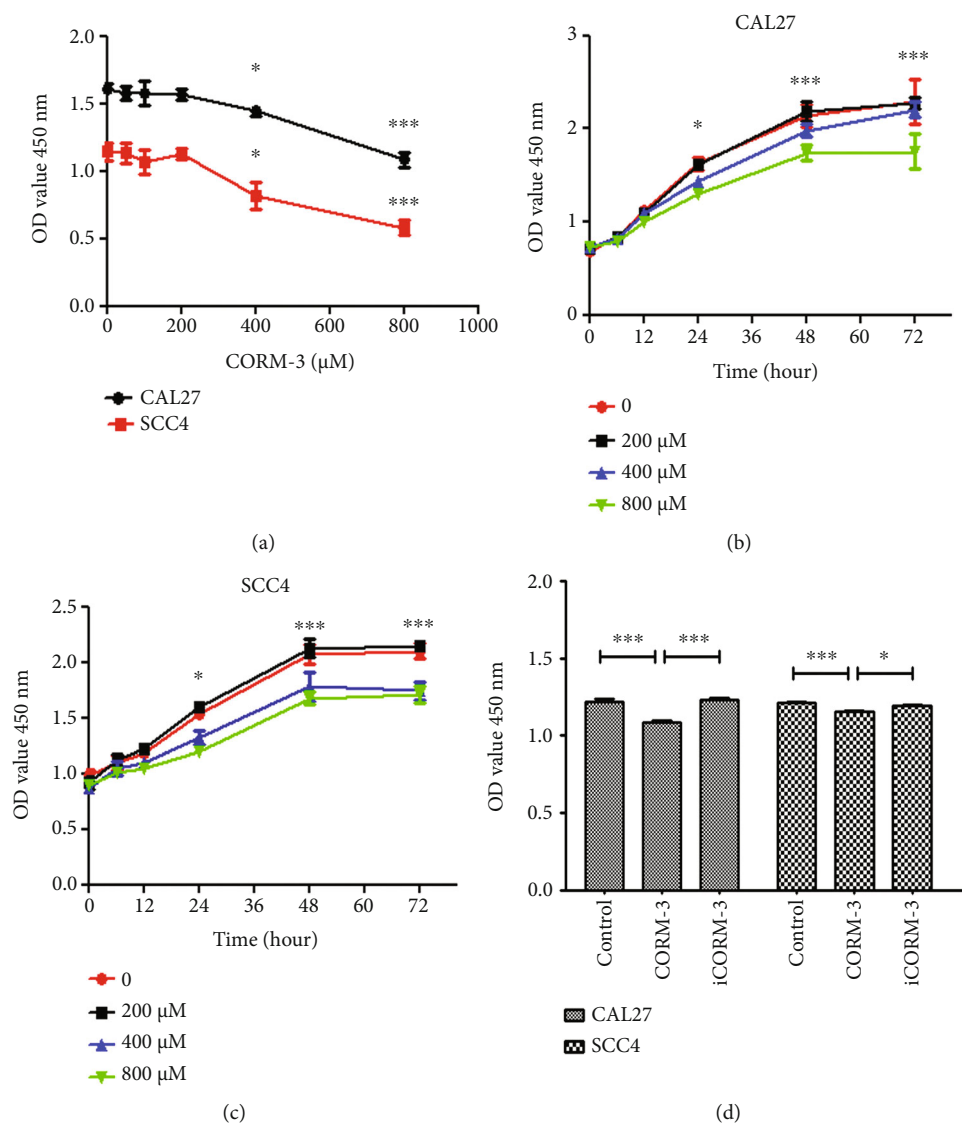 2.0
1.5
1.0
0.5
0.0
OD value 450 nm
*
***
*
***
0
200
400
600
800
1000
CORM-3 (μM)
CAL27
SCC4
(a)
CAL27
3
2
1
0
OD value 450 nm
*
***
***
0
12
24
36
48
60
72
Time (hour)
0
200 μM
400 μM
800 μM
(b)
SCC4
2.5
2.0
1.5
1.0
0.5
0.0
OD value 450 nm
*
***
***
0
12
24
36
48
60
72
Time (hour)
0
200 μM
400 μM
800 μM
(c)
2.0
1.5
1.0
0.5
0.0
OD value 450 nm
***
***
***
*
Control
CORM-3
iCORM-3
Control
CORM-3
iCORM-3
CAL27
SCC4
(d)